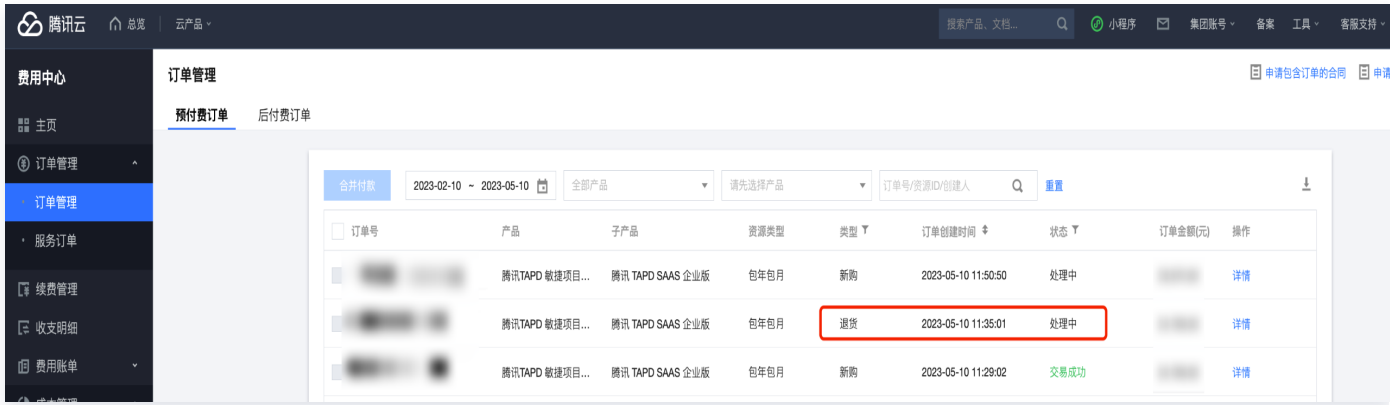 腾讯云 总览 云产品 搜索产品、文档... 小程序 集团账号 备案 工具 客服支持
费用中心
主页
订单管理
订单管理
服务订单
续费管理
收支明细
费用账单
成本管理
订单管理 申请包含订单的合同 申请
预付费订单 后付费订单
合并付款 2023-02-10 ~ 2023-05-10 全部产品 请先选择产品 订单号/资源ID/创建人 重置
订单号 产品 子产品 资源类型 类型 订单创建时间 状态 订单金额(元) 操作
腾讯TAPD 敏捷项目... 腾讯 TAPD SAAS 企业版 包年包月 新购 2023-05-10 11:50:50 处理中 详情
腾讯TAPD 敏捷项目... 腾讯 TAPD SAAS 企业版 包年包月 退货 2023-05-10 11:35:01 处理中 详情
腾讯TAPD 敏捷项目... 腾讯 TAPD SAAS 企业版 包年包月 新购 2023-05-10 11:29:02 交易成功 详情